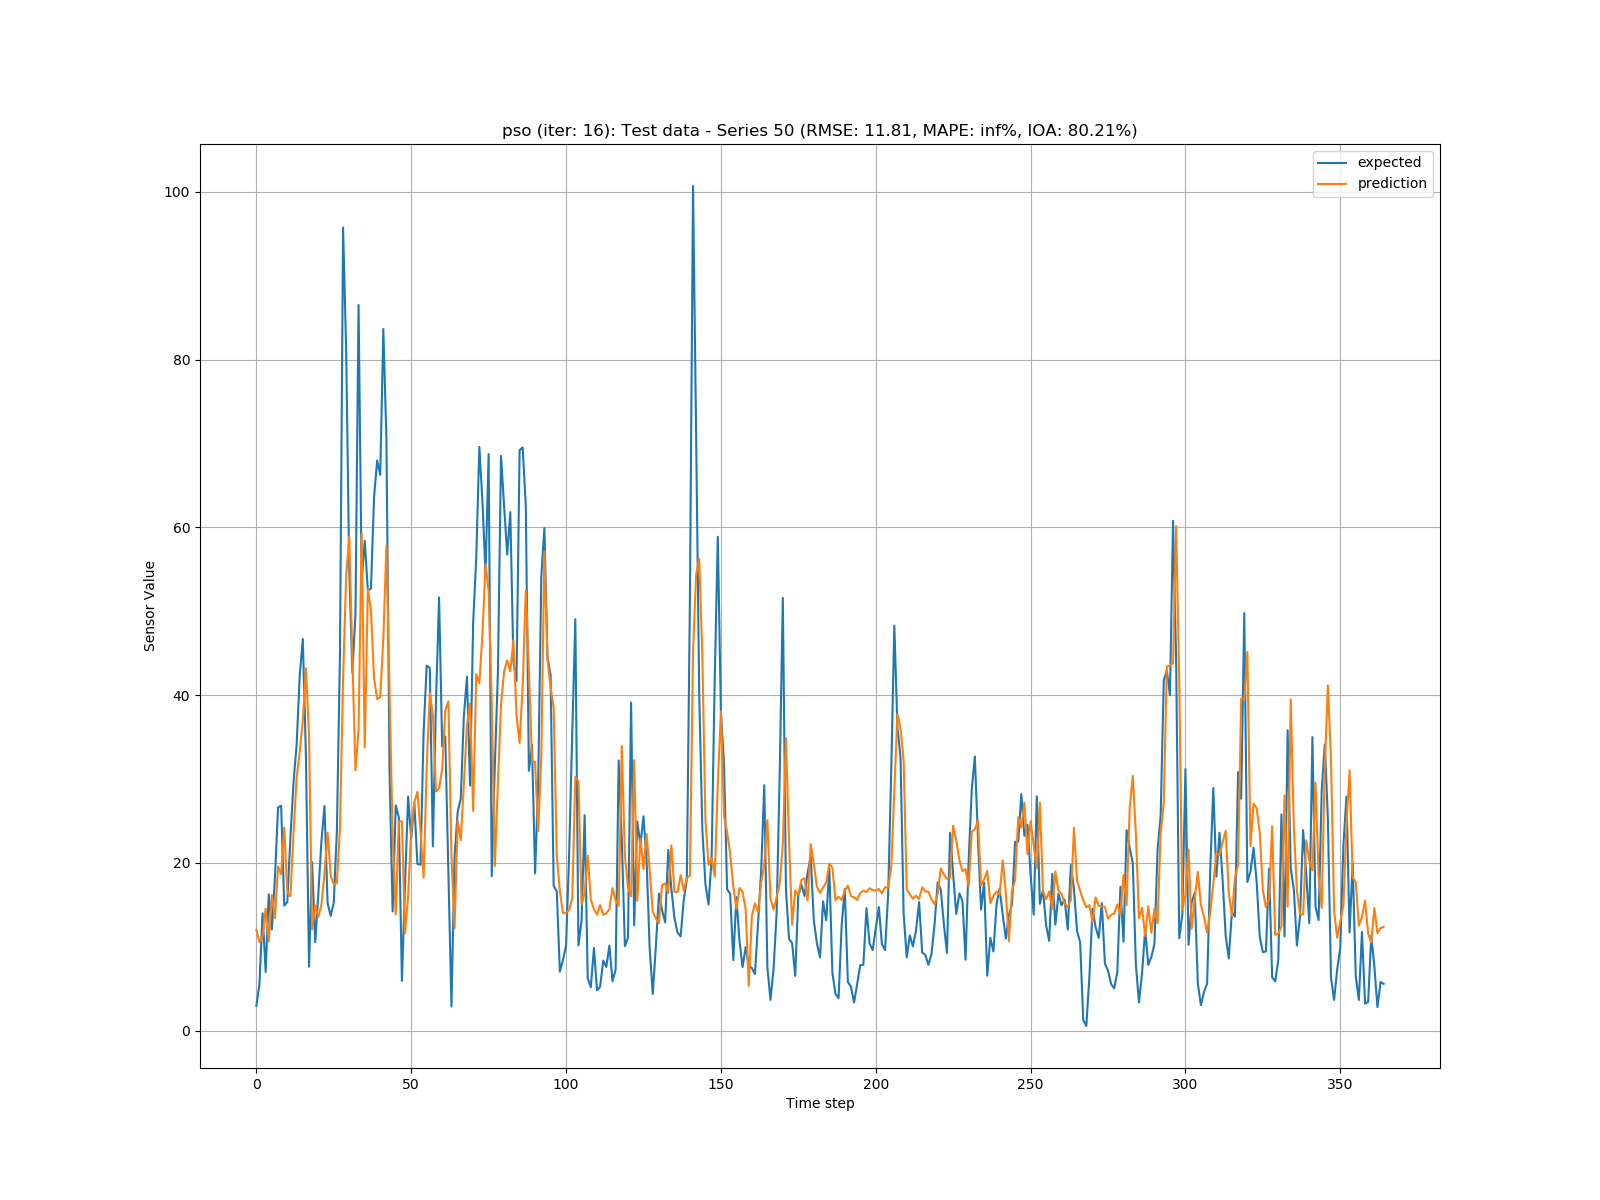 pso (iter: 16): Test data - Series 50 (RMSE: 11.81, MAPE: inf%, IOA: 80.21%)
expected
prediction
100
80
60
40
20
0
Sensor Value
0 50 100 150 200 250 300 350
Time step